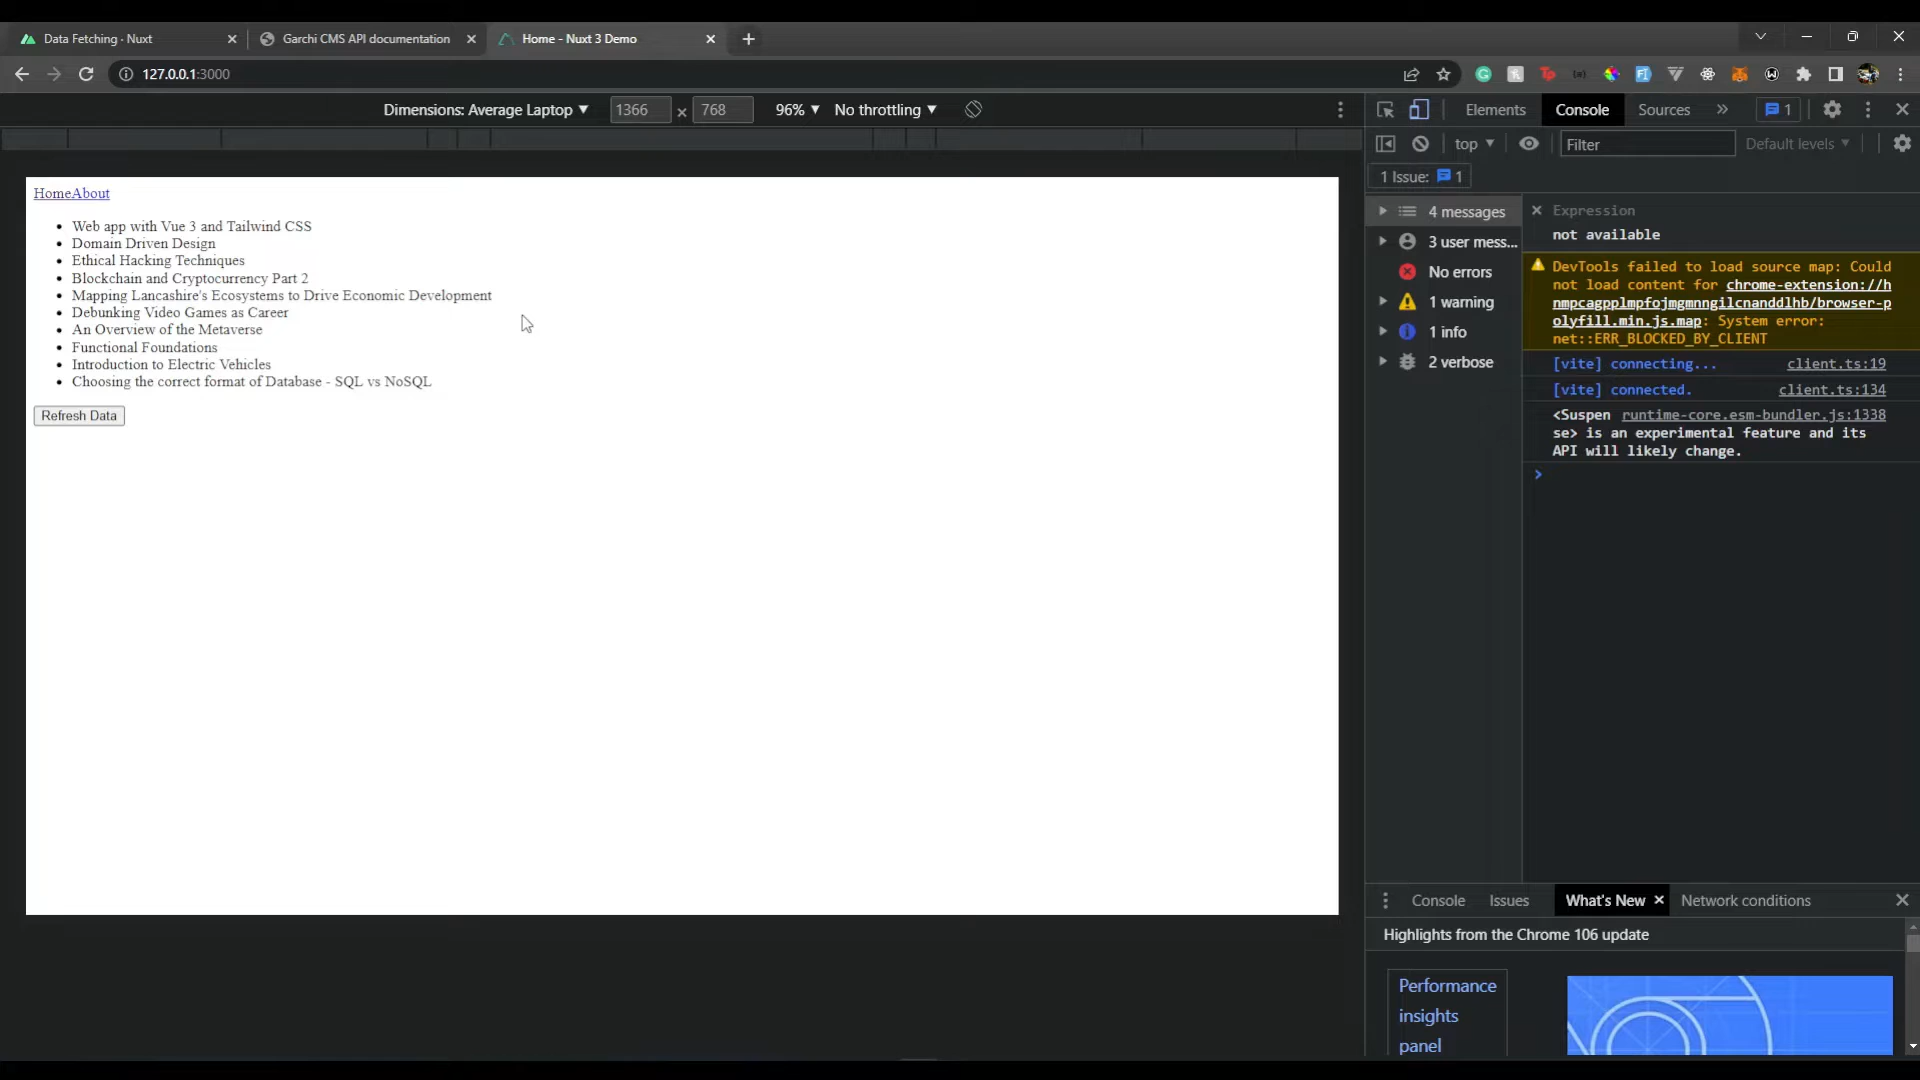 Data Fetching · Nuxt
Garchi CMS API documentation
Home - Nuxt 3 Demo
127.0.0.1:3000
Dimensions: Average Laptop
1366 x 768
96%
No throttling
Elements
Console
Sources
1
top
Filter
Default levels
1 Issue: 1
HomeAbout
Web app with Vue 3 and Tailwind CSS
Domain Driven Design
Ethical Hacking Techniques
Blockchain and Cryptocurrency Part 2
Mapping Lancashire's Ecosystems to Drive Economic Development
Debunking Video Games as Career
An Overview of the Metaverse
Functional Foundations
Introduction to Electric Vehicles
Choosing the correct format of Database - SQL vs NoSQL
Refresh Data
4 messages
3 user mess...
No errors
1 warning
1 info
2 verbose
Expression
not available
DevTools failed to load source map: Could
not load content for chrome-extension://h
nmpcagpplmpfojmgmnngilcnanddlhb/browser-p
olyfill.min.js.map: System error:
net::ERR_BLOCKED_BY_CLIENT
[vite] connecting... client.ts:19
[vite] connected. client.ts:134
<Suspen runtime-core.esm-bundler.js:1338
se> is an experimental feature and its
API will likely change.
Console
Issues
What's New
Network conditions
Highlights from the Chrome 106 update
Performance
insights
panel